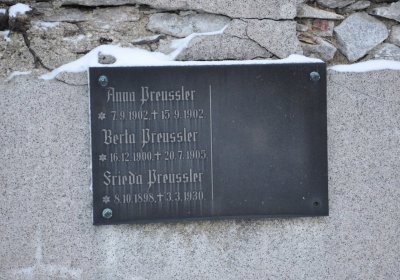 Anna Preussler
* 7.9.1902, † 15.9.1902
Berta Preussler
* 16.12.1900, † 20.7.1905
Frieda Preussler
* 8.10.1898, † 3.3.1930